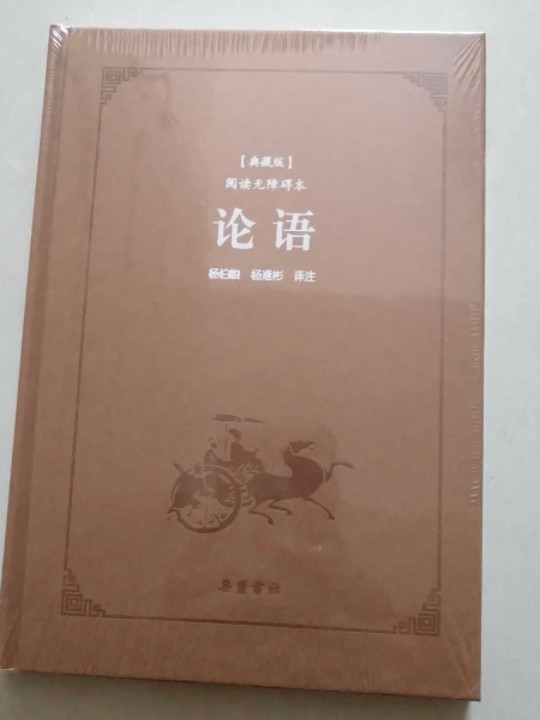 【典藏版】
阅读无障碍本
论语
杨伯峻 杨逢彬 译注
岳麓书社